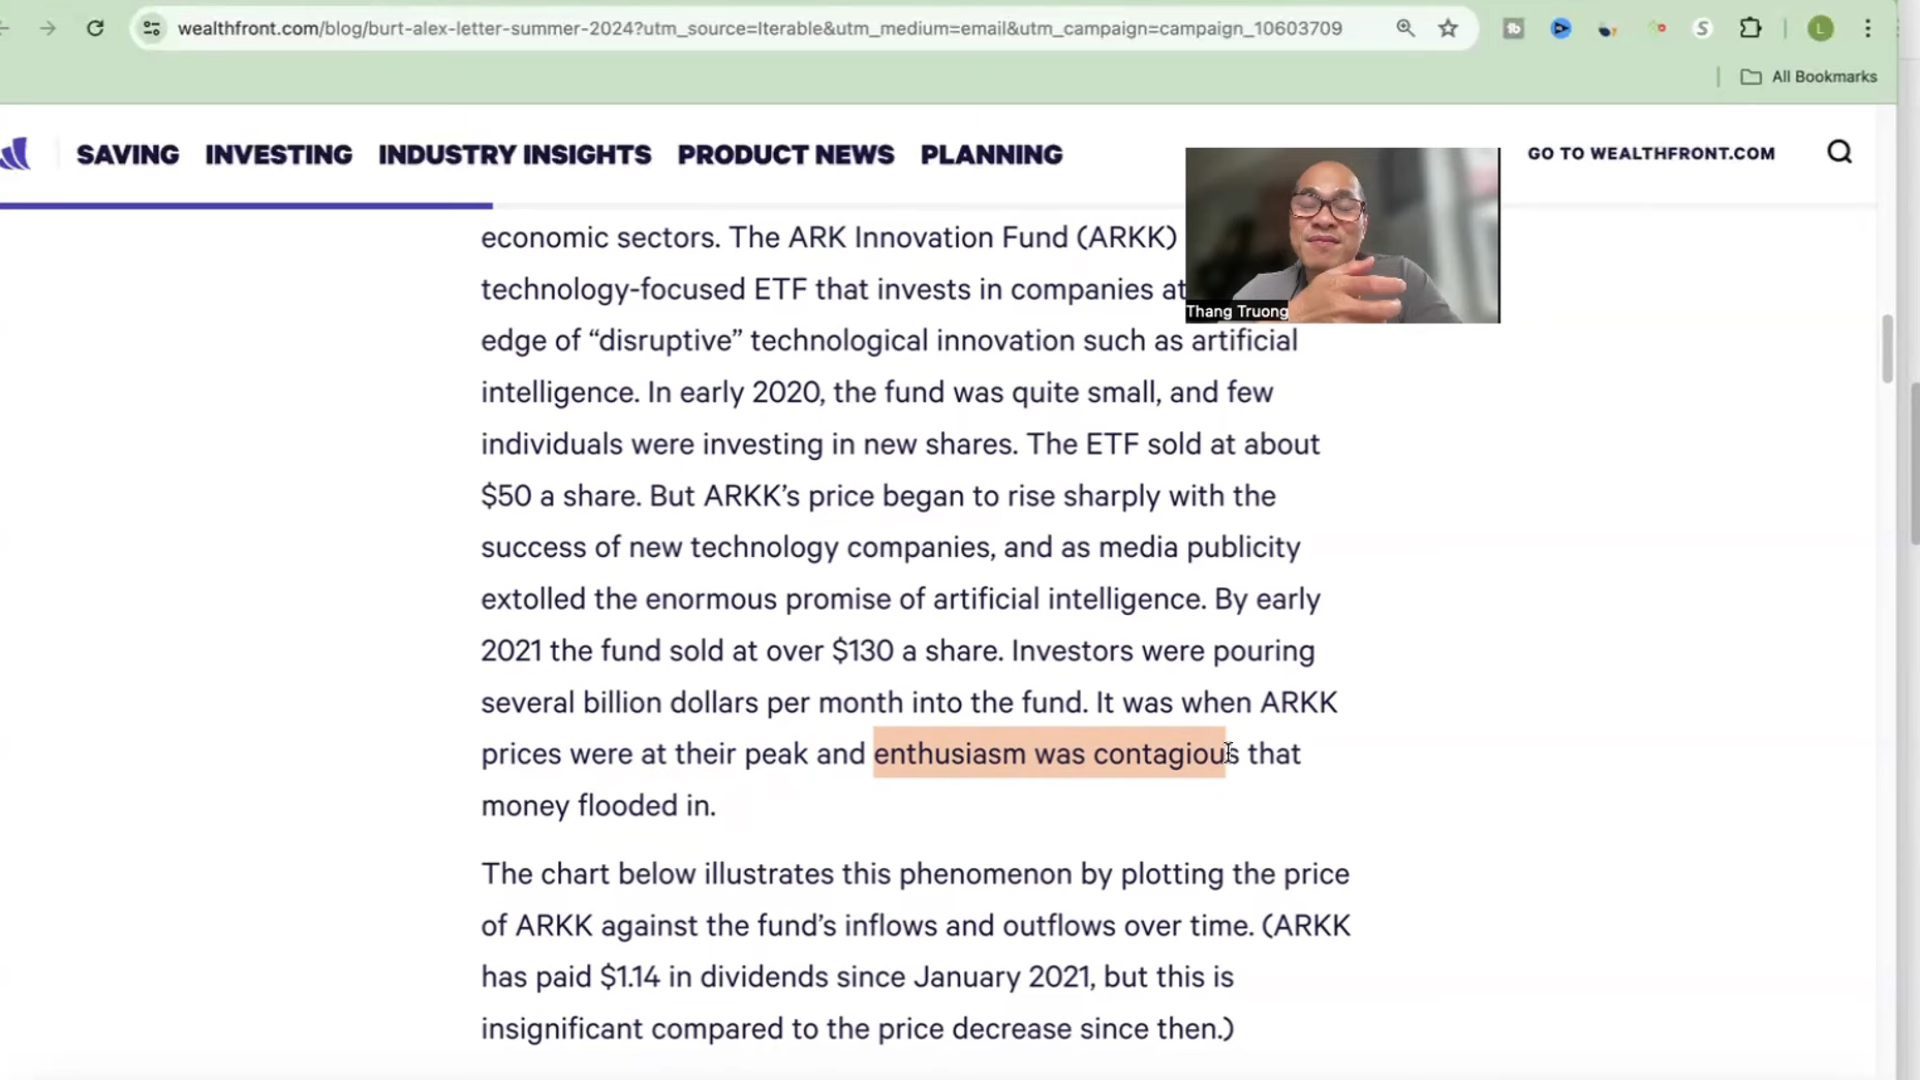 wealthfront.com/blog/burt-alex-letter-summer-2024?utm_source=Iterable&utm_medium=email&utm_campaign=campaign_10603709
L
All Bookmarks
SAVING INVESTING INDUSTRY INSIGHTS PRODUCT NEWS PLANNING GO TO WEALTHFRONT.COM
economic sectors. The ARK Innovation Fund (ARKK)
technology-focused ETF that invests in companies at
Thang Truong
edge of “disruptive” technological innovation such as artificial
intelligence. In early 2020, the fund was quite small, and few
individuals were investing in new shares. The ETF sold at about
$50 a share. But ARKK’s price began to rise sharply with the
success of new technology companies, and as media publicity
extolled the enormous promise of artificial intelligence. By early
2021 the fund sold at over $130 a share. Investors were pouring
several billion dollars per month into the fund. It was when ARKK
prices were at their peak and enthusiasm was contagious that
money flooded in.
The chart below illustrates this phenomenon by plotting the price
of ARKK against the fund’s inflows and outflows over time. (ARKK
has paid $1.14 in dividends since January 2021, but this is
insignificant compared to the price decrease since then.)